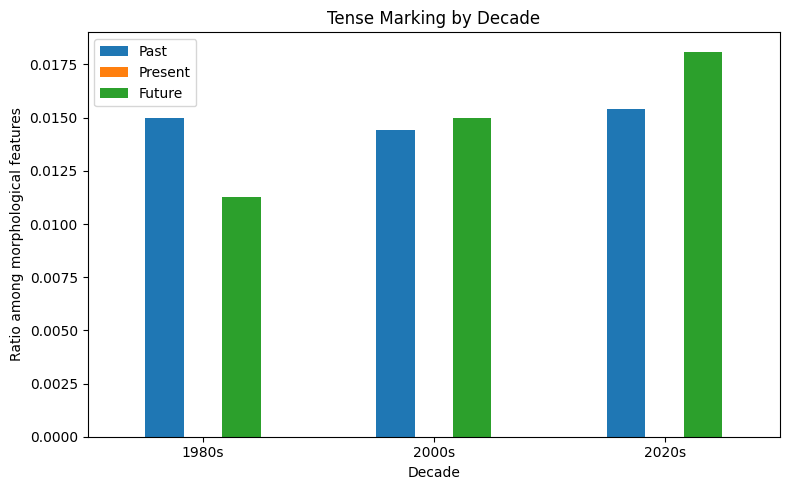 Tense Marking by Decade
Past
Present
Future
Ratio among morphological features
0.0175
0.0150
0.0125
0.0100
0.0075
0.0050
0.0025
0.0000
1980s 2000s 2020s
Decade